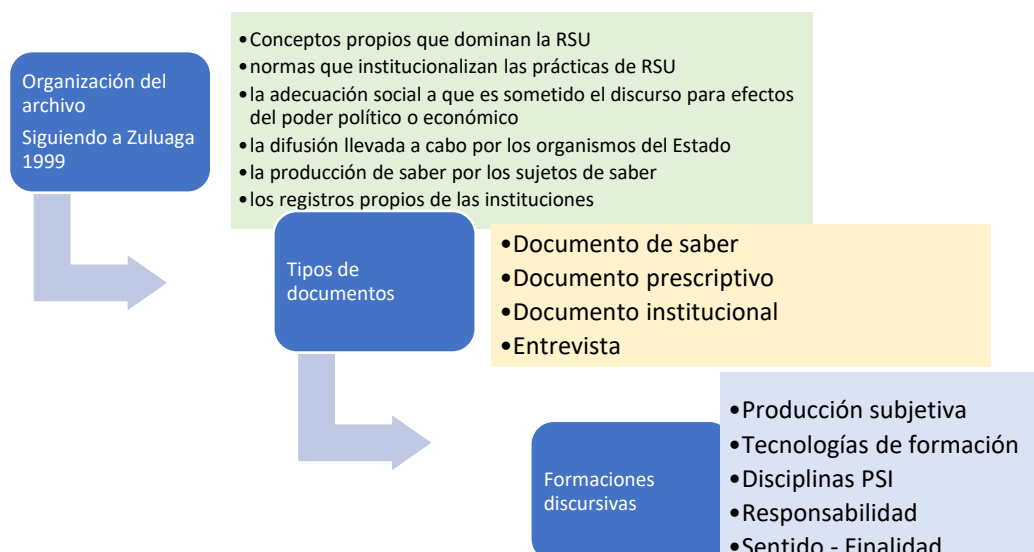 Organización del
archivo
Siguiendo a Zuluaga
1999
•Conceptos propios que dominan la RSU
•normas que institucionalizan las prácticas de RSU
•la adecuación social a que es sometido el discurso para efectos
del poder político o económico
•la difusión llevada a cabo por los organismos del Estado
•la producción de saber por los sujetos de saber
•los registros propios de las instituciones
Tipos de
documentos
•Documento de saber
•Documento prescriptivo
•Documento institucional
•Entrevista
Formaciones
discursivas
•Producción subjetiva
•Tecnologías de formación
•Disciplinas PSI
•Responsabilidad
•Sentido - Finalidad